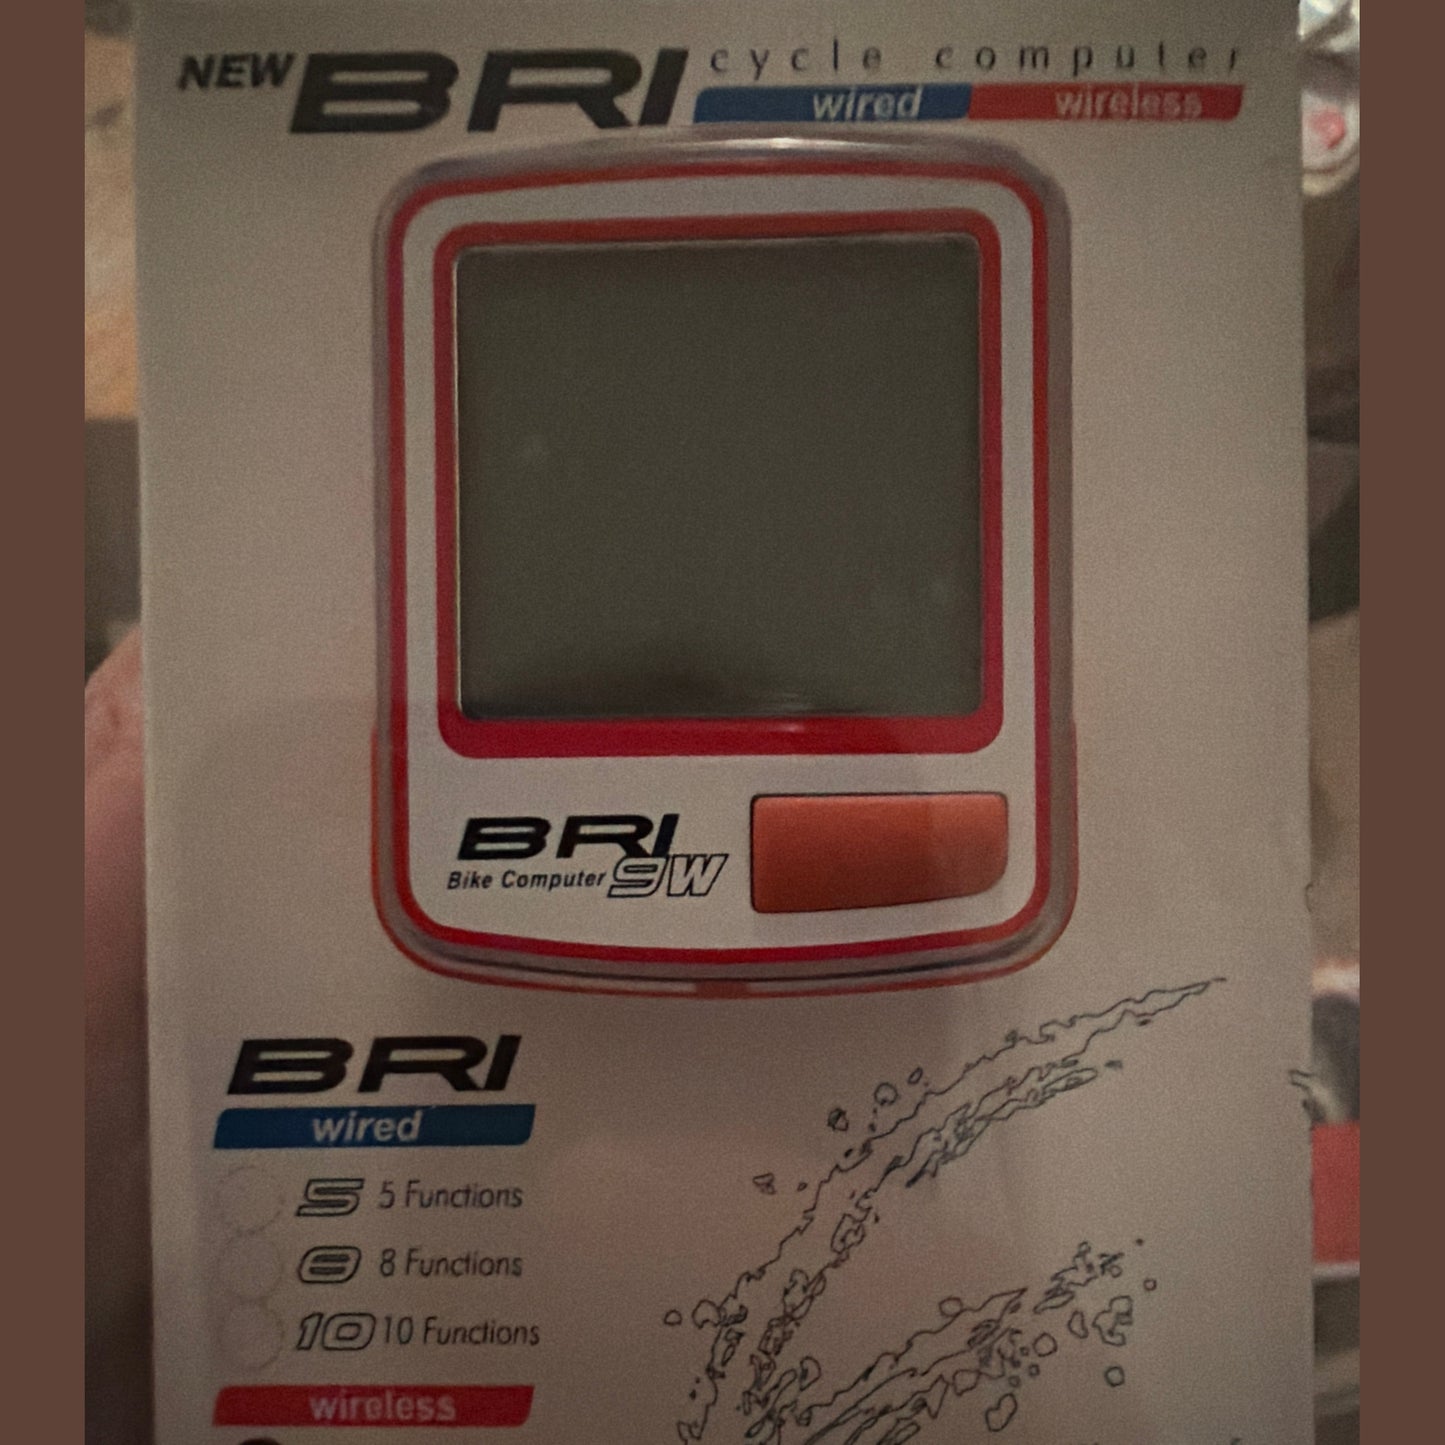 NEW BRI cycle computer
wired wireless
BRI
Bike Computer 9W
BRI
wired
5 5 Functions
8 8 Functions
10 10 Functions
wireless